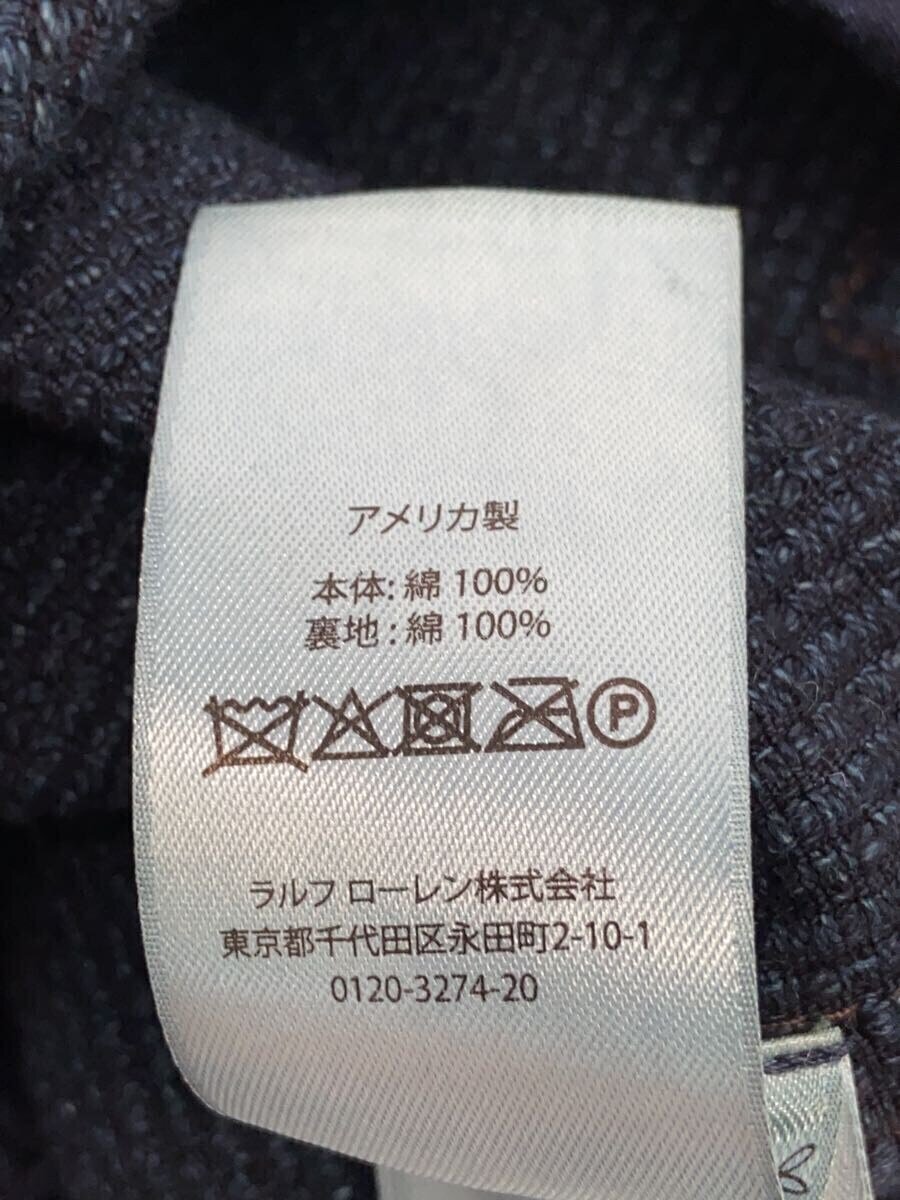 アメリカ製
本体: 綿 100%
裏地 : 綿 100%
P
ラルフ ローレン株式会社
東京都千代田区永田町2-10-1
0120-3274-20